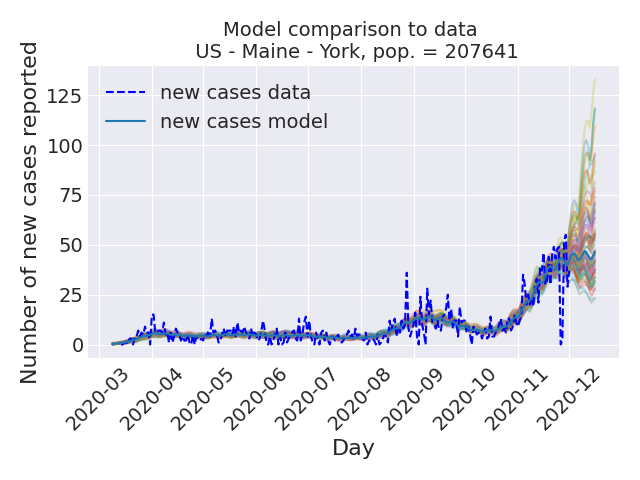 Model comparison to data
US - Maine - York, pop. = 207641
Number of new cases reported
125
100
75
50
25
0
new cases data
new cases model
2020-03
2020-04
2020-05
2020-06
2020-07
2020-08
2020-09
2020-10
2020-11
2020-12
Day